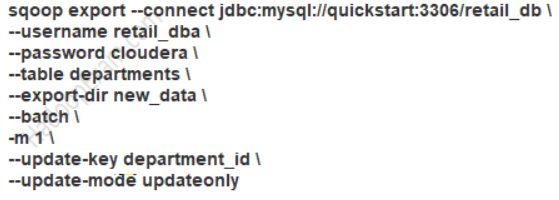 sqoop export --connect jdbc:mysql://quickstart:3306/retail_db \
--username retail_dba \
--password cloudera \
--table departments \
--export-dir new_data \
--batch \
-m 1 \
--update-key department_id \
--update-mode updateonly